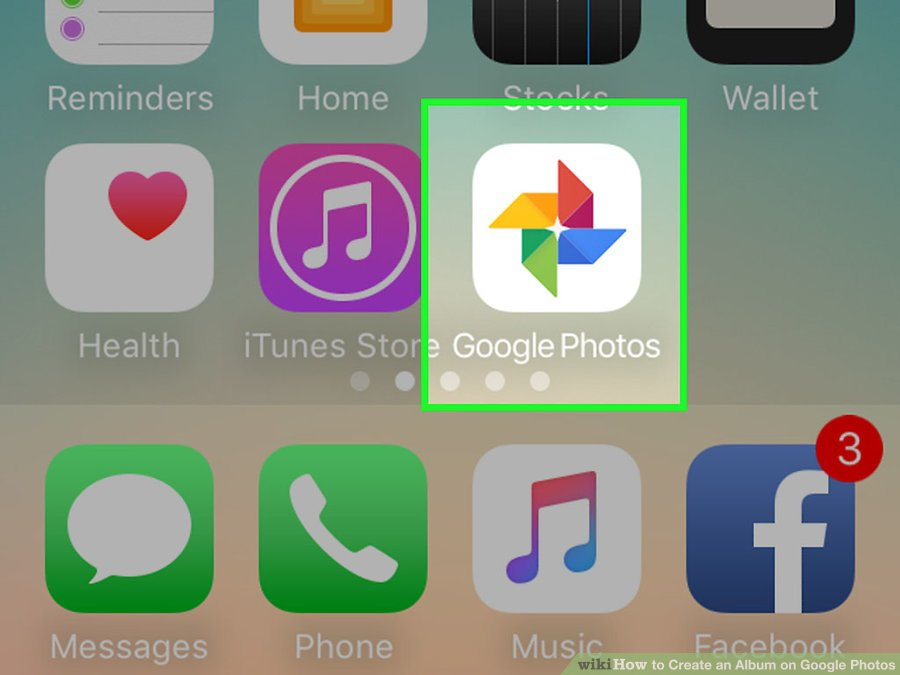 Reminders Home Stocks Wallet
Health iTunes Store Google Photos
3
Messages Phone Music Facebook
wikiHow to Create an Album on Google Photos